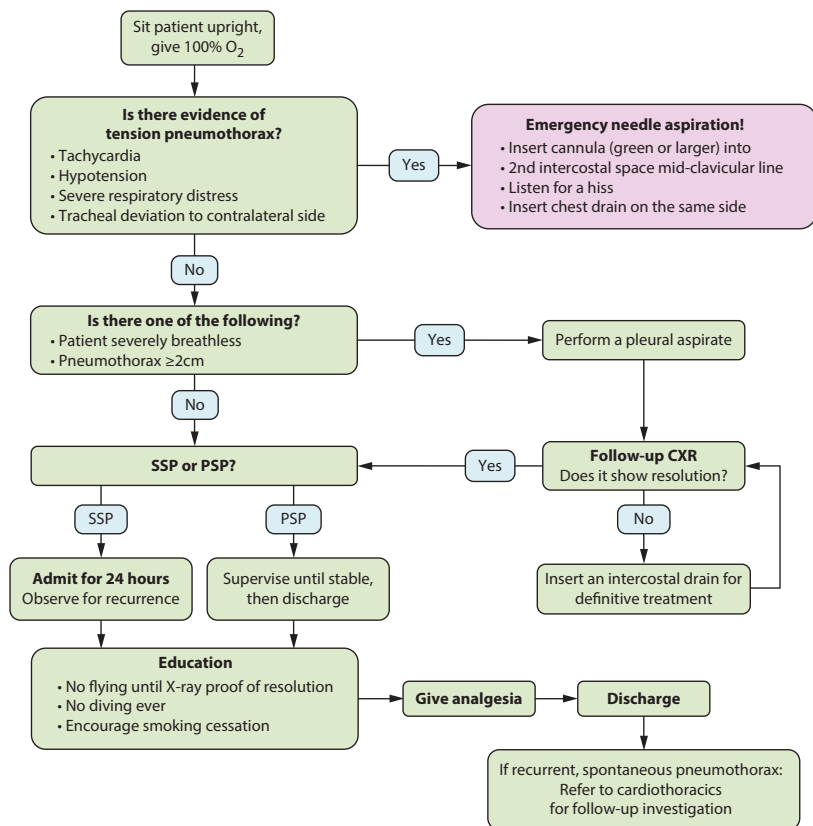 Sit patient upright,
give 100% O₂
Is there evidence of
tension pneumothorax?
• Tachycardia
• Hypotension
• Severe respiratory distress
• Tracheal deviation to contralateral side
Yes
Emergency needle aspiration!
• Insert cannula (green or larger) into
• 2nd intercostal space mid-clavicular line
• Listen for a hiss
• Insert chest drain on the same side
No
Is there one of the following?
• Patient severely breathless
• Pneumothorax ≥2cm
Yes
Perform a pleural aspirate
No
SSP or PSP?
Yes
Follow-up CXR
Does it show resolution?
No
Insert an intercostal drain for
definitive treatment
SSP
PSP
Admit for 24 hours
Observe for recurrence
Supervise until stable,
then discharge
Education
• No flying until X-ray proof of resolution
• No diving ever
• Encourage smoking cessation
Give analgesia
Discharge
If recurrent, spontaneous pneumothorax:
Refer to cardiothoracics
for follow-up investigation